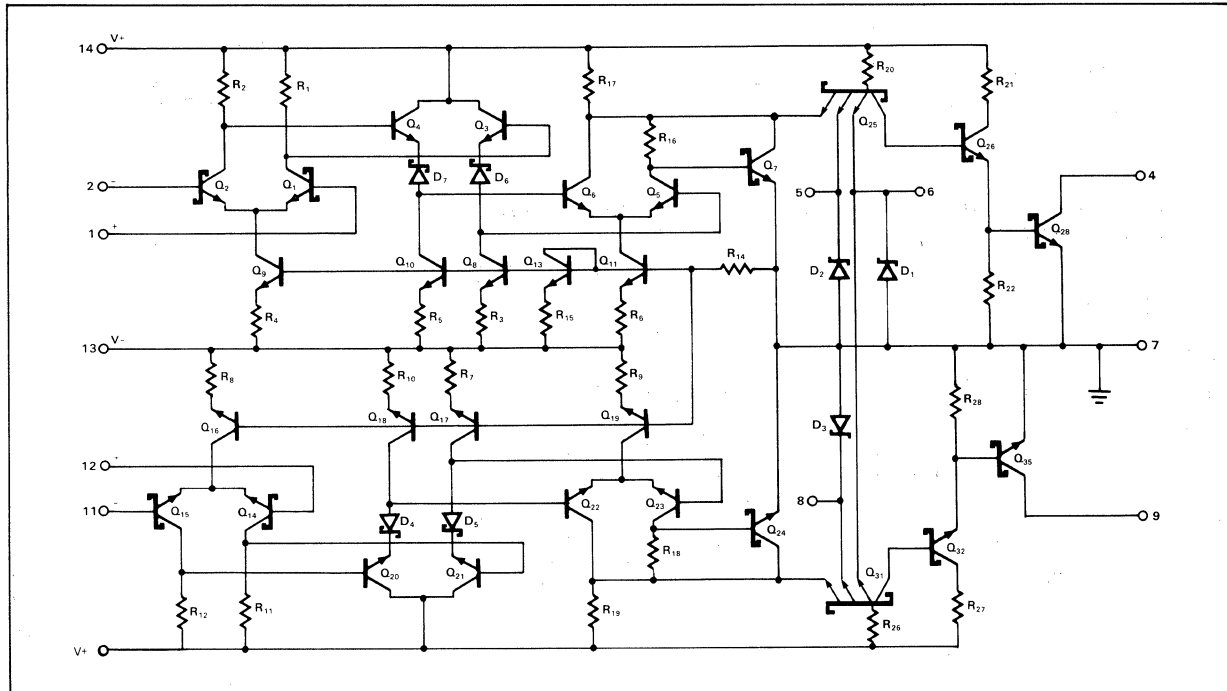 14 V+
R2 R1 R17 R20 R21
Q4 Q3 R16 Q25
Q7 Q26
2 − Q2 Q1 D7 D6 Q6 Q5 5 6 4
1 + Q28
Q9 Q10 Q8 Q13 Q11 R14 D2 D1 R22
R4 R5 R3 R15 R6
13 V− 7
R8 R10 R7 R9 R28
Q16 Q18 Q17 Q19 D3
12 + Q35
11 − Q15 Q14 Q22 Q23 8 9
D4 D5 Q24 Q32
Q20 Q21 R18 Q31
R12 R11 R19 R26 R27
V+